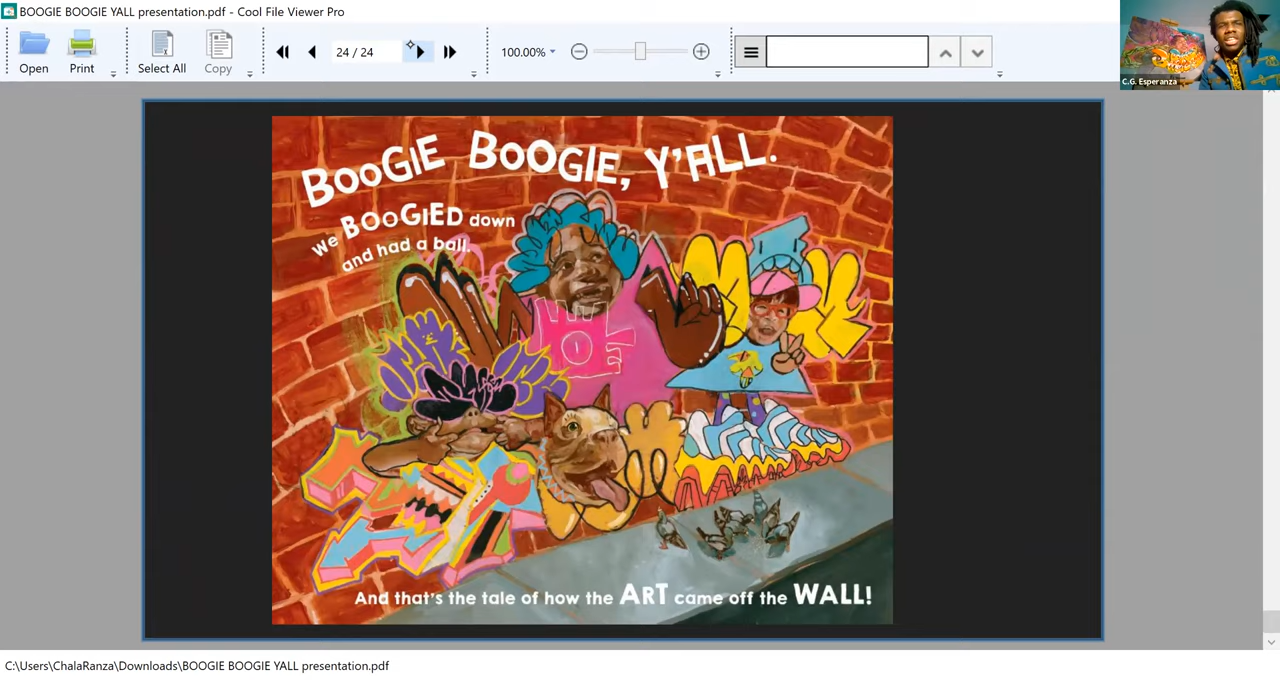 BOOGIE BOOGIE YALL presentation.pdf - Cool File Viewer Pro
Open
Print
Select All
Copy
24 / 24
100.00%
C.G. Esperanza
BOOGIE BOOGIE, Y'ALL.
We BOOGIED down
and had a ball.
And that's the tale of how the ART came off the WALL!
C:\Users\ChalaRanza\Downloads\BOOGIE BOOGIE YALL presentation.pdf